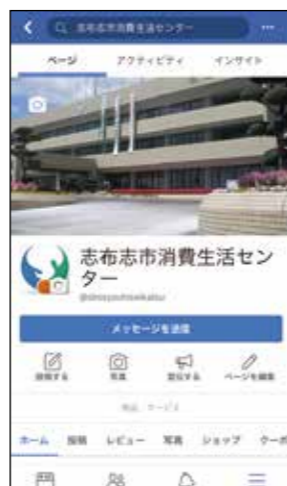 志布志市消費生活センター
ページ アクティビティ インサイト
志布志市消費生活セン
ター
メッセージを送信
投稿する 写真 宣伝する ページを編集
ホーム 投稿 レビュー 写真 ショップ クーポ